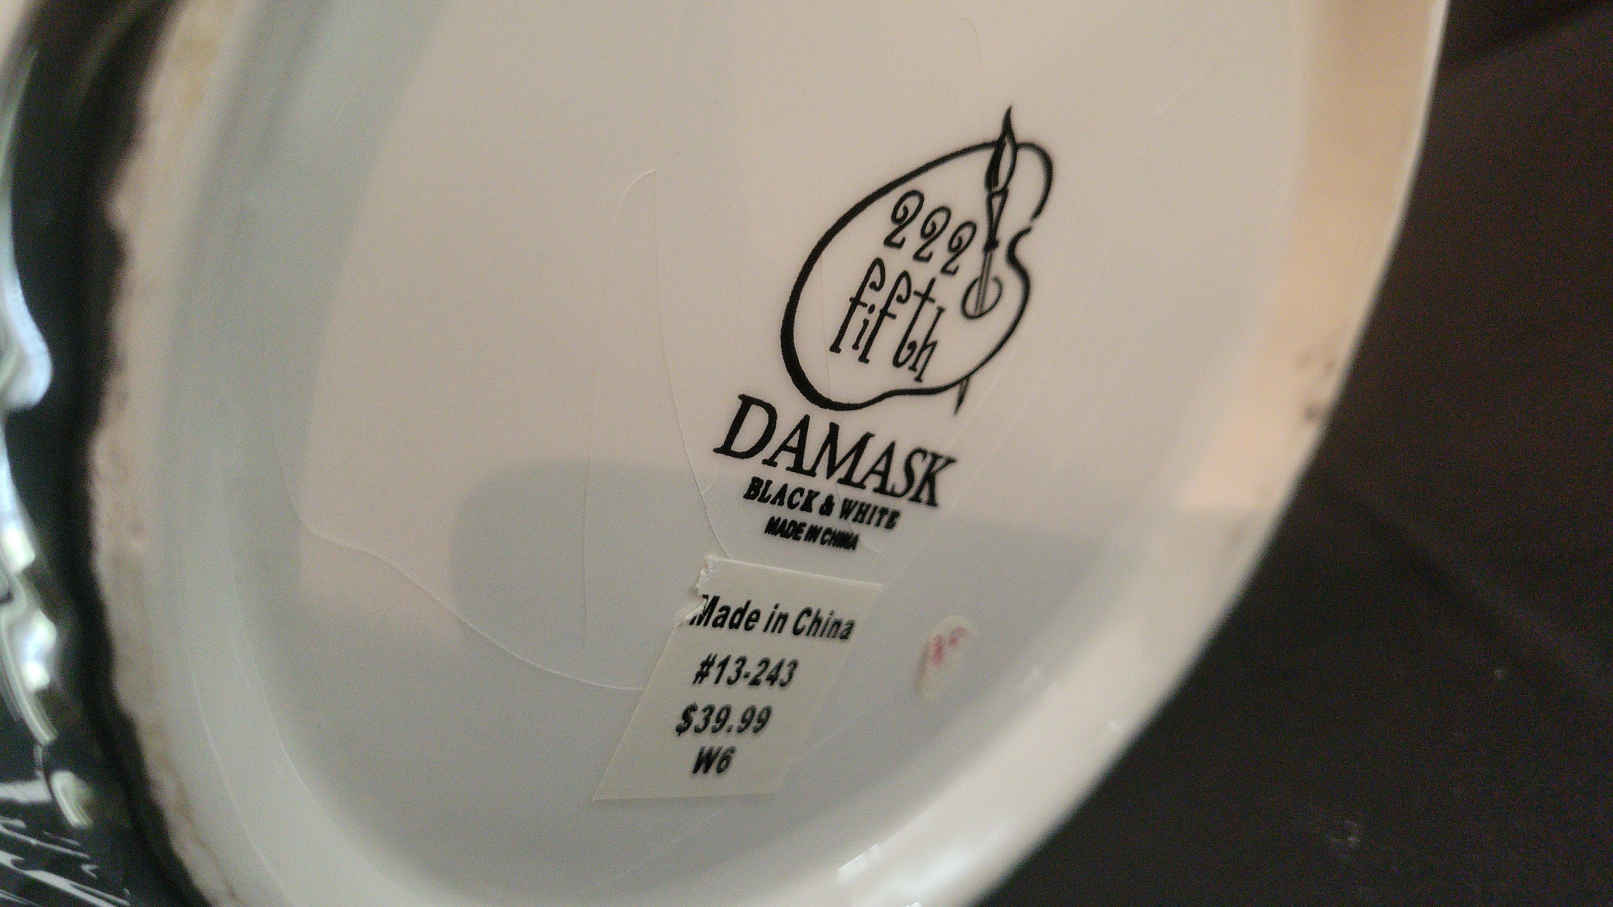 222
fifth
DAMASK
BLACK & WHITE
MADE IN CHINA
Made in China
#13-243
$39.99
W6